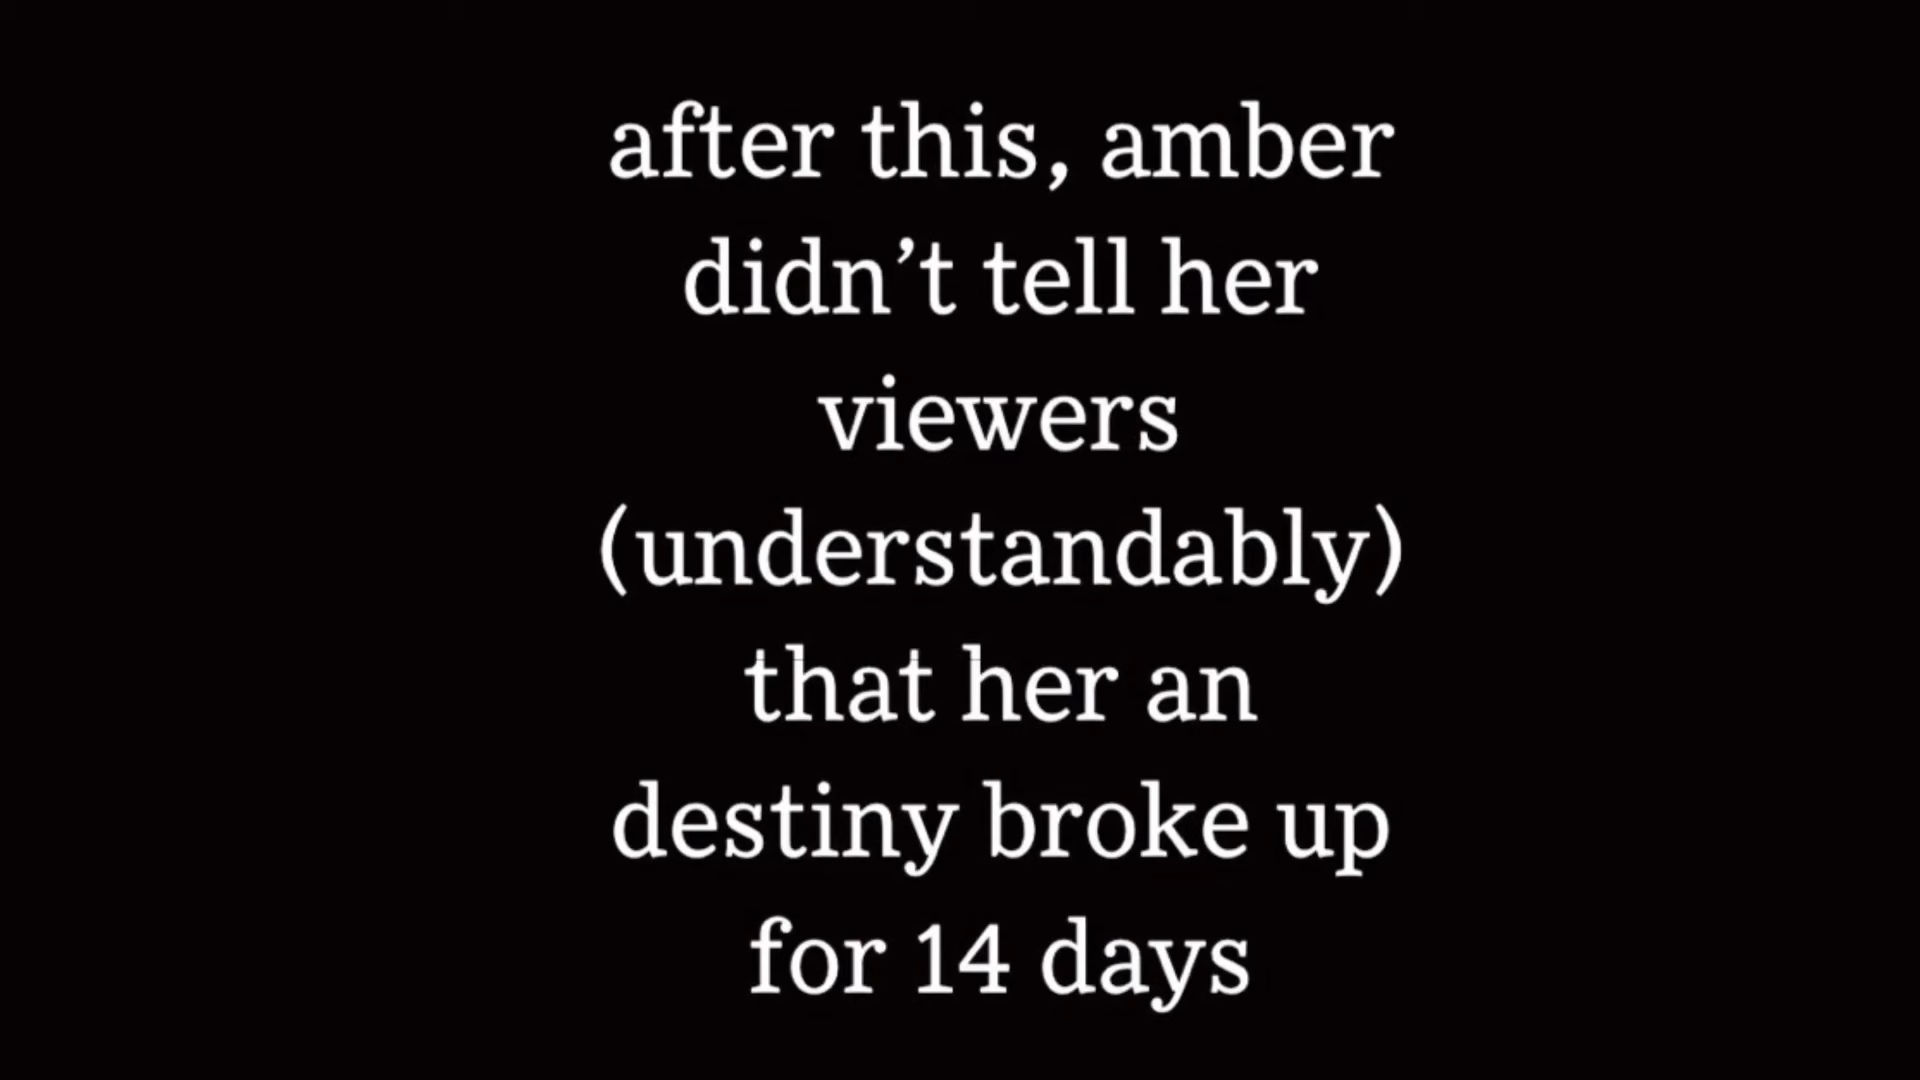 after this, amber
didn’t tell her
viewers
(understandably)
that her an
destiny broke up
for 14 days